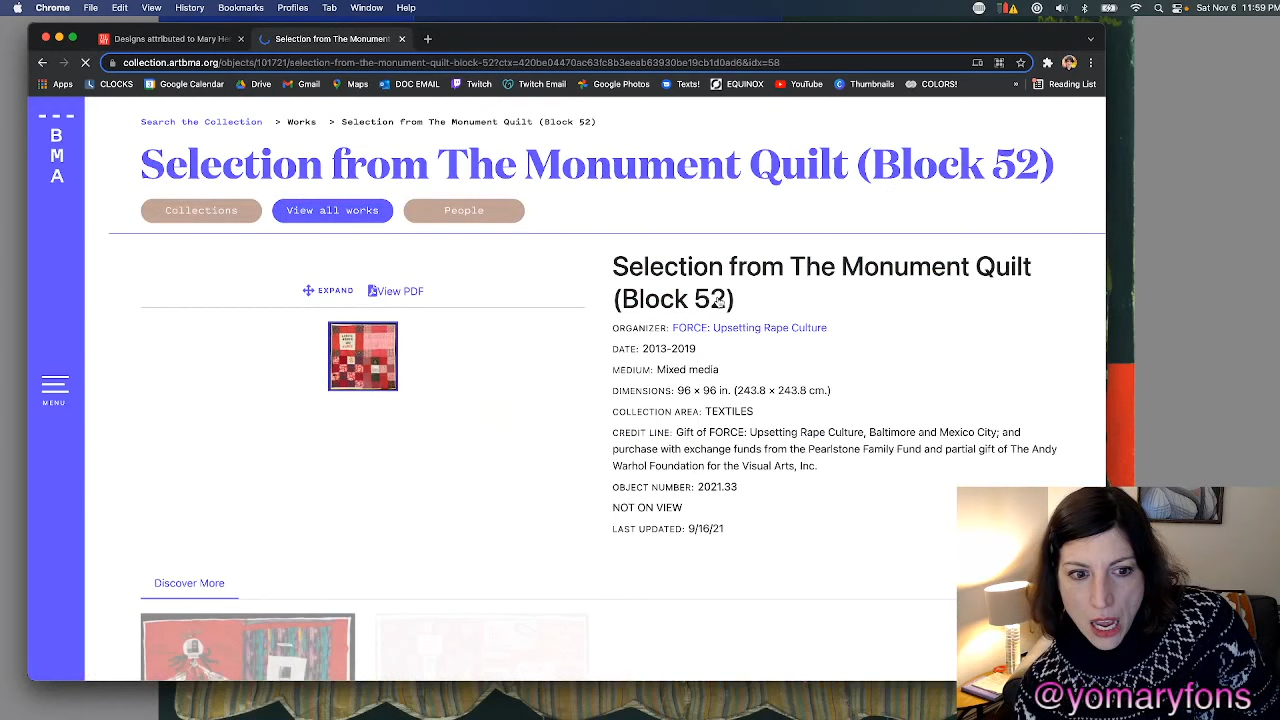 Chrome File Edit View History Bookmarks Profiles Tab Window Help Sat Nov 6 11:59 PM
Designs attributed to Mary He
Selection from The Monument
collection.artbma.org/objects/101721/selection-from-the-monument-quilt-block-52?ctx=420be04470ac63fc8b3eeab63930be19cb1d0ad6&idx=58
Apps CLOCKS Google Calendar Drive Gmail Maps DOC EMAIL Twitch Twitch Email Google Photos Texts! EQUINOX YouTube Thumbnails COLORS! » Reading List
B
M
A
MENU
Search the Collection > Works > Selection from The Monument Quilt (Block 52)
Selection from The Monument Quilt (Block 52)
Collections View all works People
EXPAND View PDF
Selection from The Monument Quilt
(Block 52)
ORGANIZER: FORCE: Upsetting Rape Culture
DATE: 2013-2019
MEDIUM: Mixed media
DIMENSIONS: 96 × 96 in. (243.8 × 243.8 cm.)
COLLECTION AREA: TEXTILES
CREDIT LINE: Gift of FORCE: Upsetting Rape Culture, Baltimore and Mexico City; and
purchase with exchange funds from the Pearlstone Family Fund and partial gift of The Andy
Warhol Foundation for the Visual Arts, Inc.
OBJECT NUMBER: 2021.33
NOT ON VIEW
LAST UPDATED: 9/16/21
Discover More
@yomaryfons